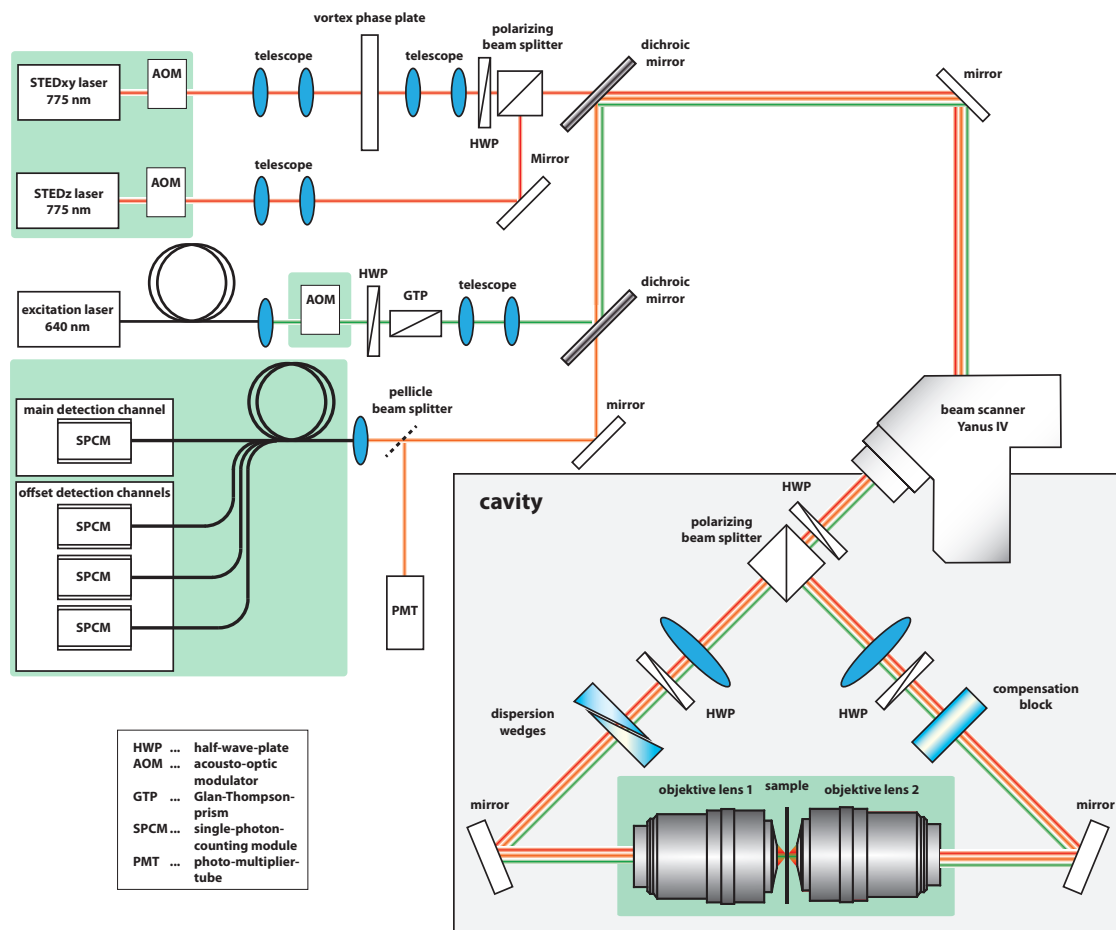 vortex phase plate
polarizing
beam splitter
dichroic
mirror
AOM
telescope
telescope
mirror
STEDxy laser
775 nm
HWP
Mirror
telescope
AOM
STEDz laser
775 nm
HWP
dichroic
mirror
AOM
GTP
telescope
excitation laser
640 nm
pellicle
beam splitter
mirror
main detection channel
SPCM
beam scanner
Yanus IV
offset detection channels
SPCM
SPCM
SPCM
PMT
cavity
HWP
polarizing
beam splitter
HWP
HWP
dispersion
wedges
compensation
block
mirror
objektive lens 1
sample
objektive lens 2
mirror
HWP ... half-wave-plate
AOM ... acousto-optic
modulator
GTP ... Glan-Thompson-
prism
SPCM ... single-photon-
counting module
PMT ... photo-multiplier-
tube